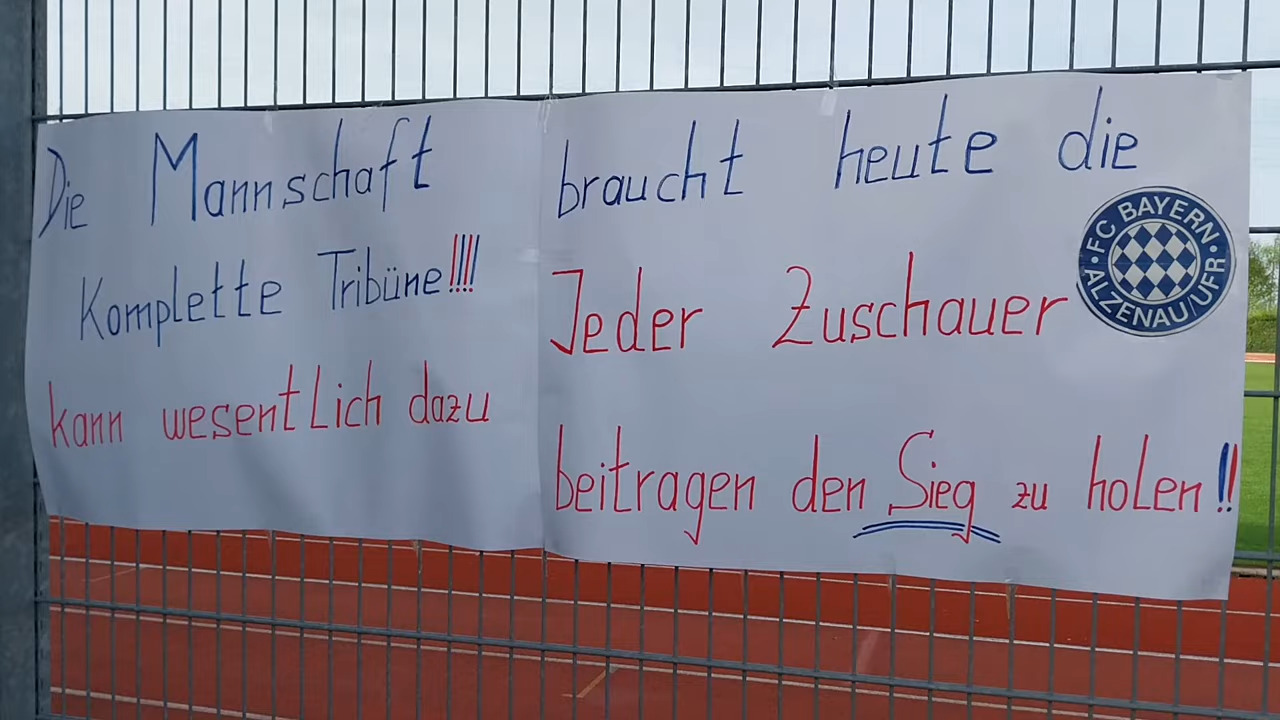 Die Mannschaft braucht heute die
Komplette Tribüne!!!! Jeder Zuschauer
kann wesentlich dazu beitragen den Sieg zu holen!!
FC BAYERN
ALZENAU/UFR